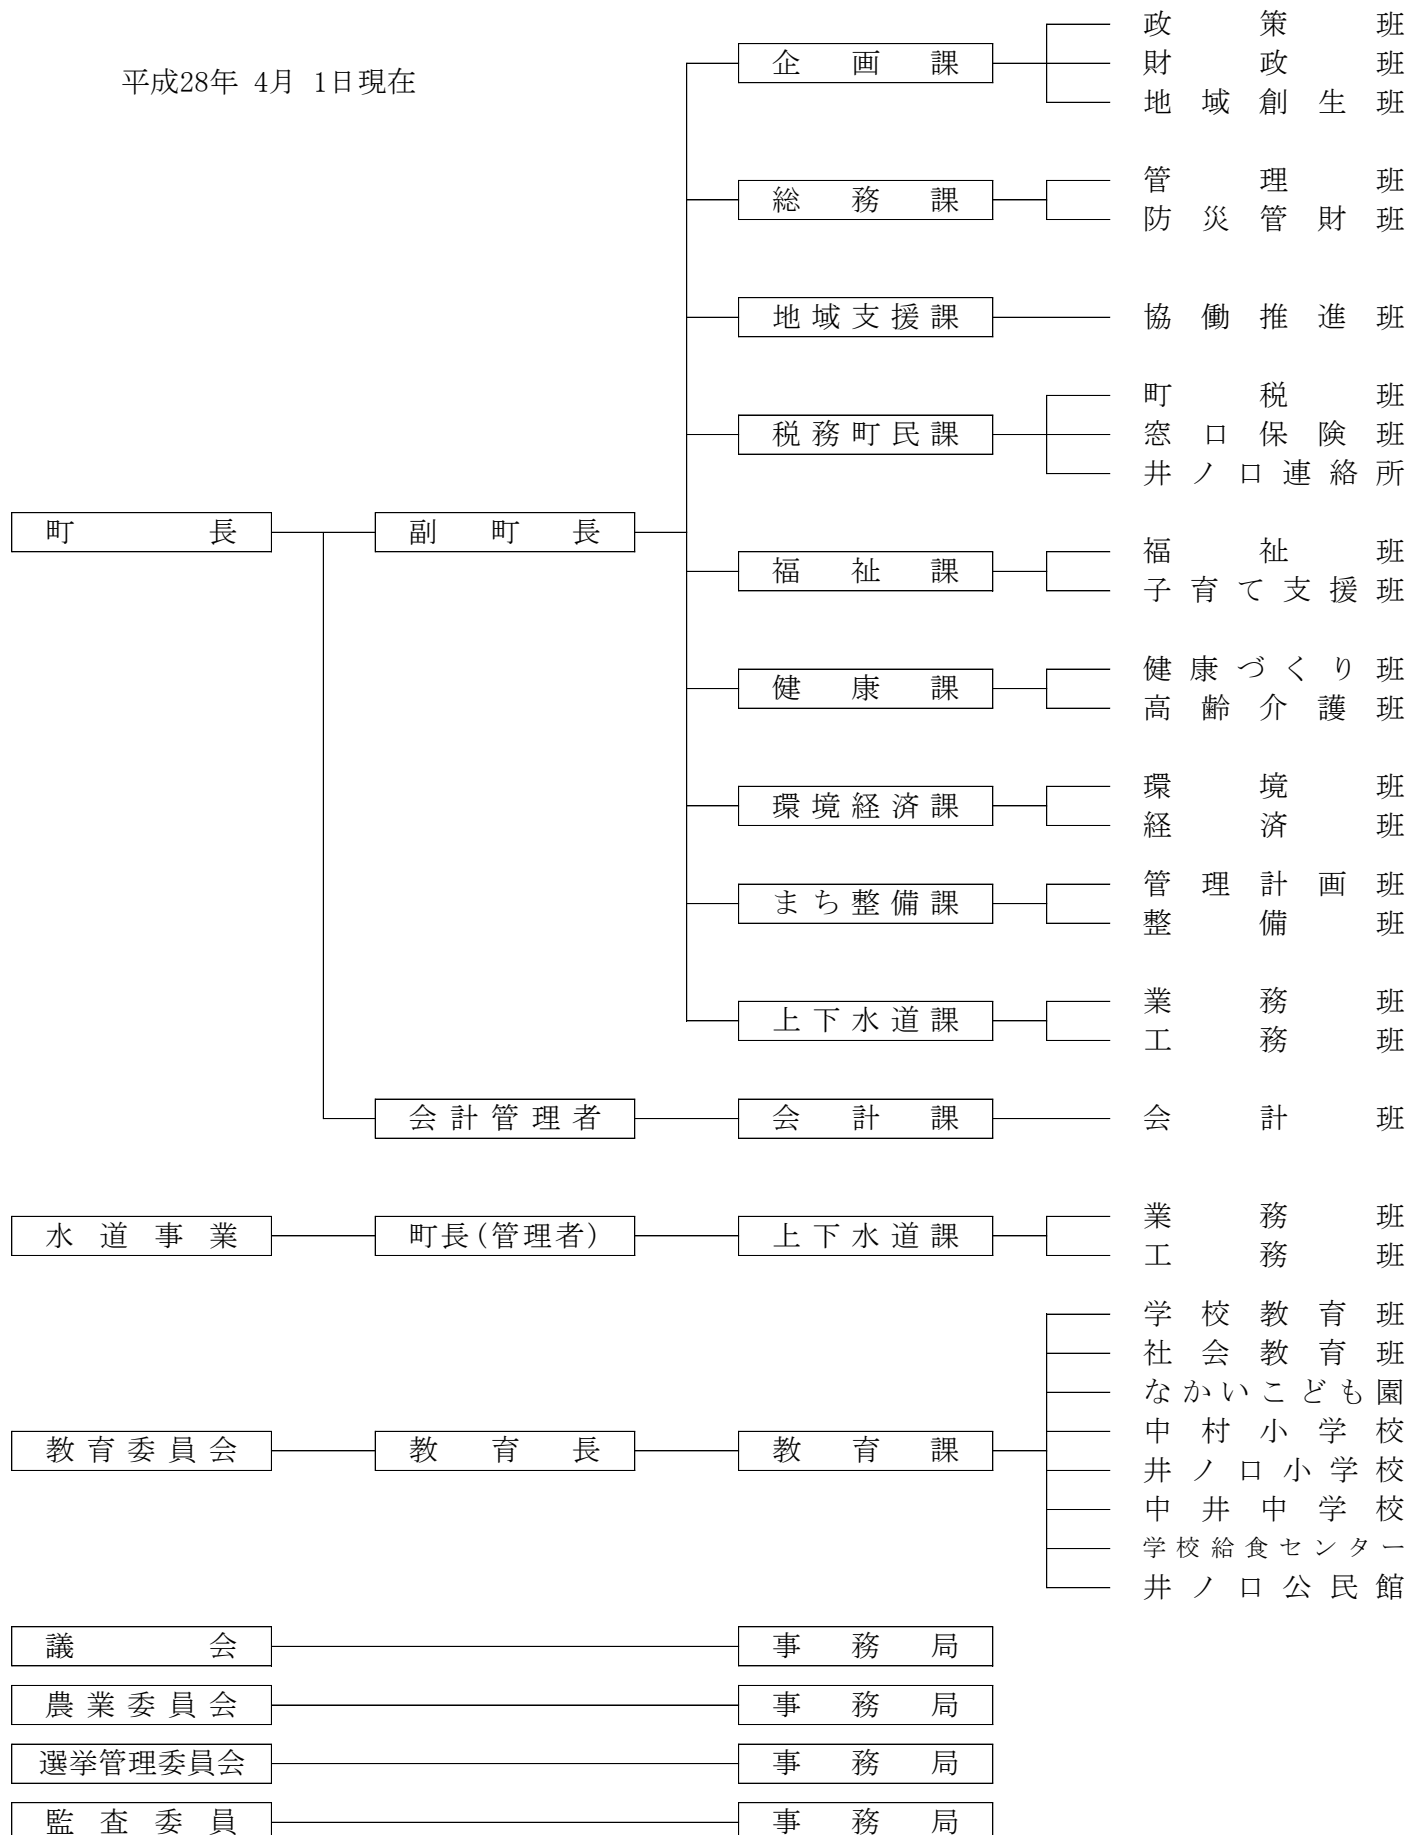 平成28年 4月 1日現在
町長
副町長
企画課
政策班
財政班
地域創生班
総務課
管理班
防災管財班
地域支援課
協働推進班
税務町民課
町税班
窓口保険班
井ノ口連絡所
福祉課
福祉班
子育て支援班
健康課
健康づくり班
高齢介護班
環境経済課
環境班
経済班
まち整備課
管理計画班
整備班
上下水道課
業務班
工務班
会計管理者
会計課
会計班
水道事業
町長(管理者)
上下水道課
業務班
工務班
教育委員会
教育長
教育課
学校教育班
社会教育班
なかいこども園
中村小学校
井ノ口小学校
中井中学校
学校給食センター
井ノ口公民館
議会
事務局
農業委員会
事務局
選挙管理委員会
事務局
監査委員
事務局